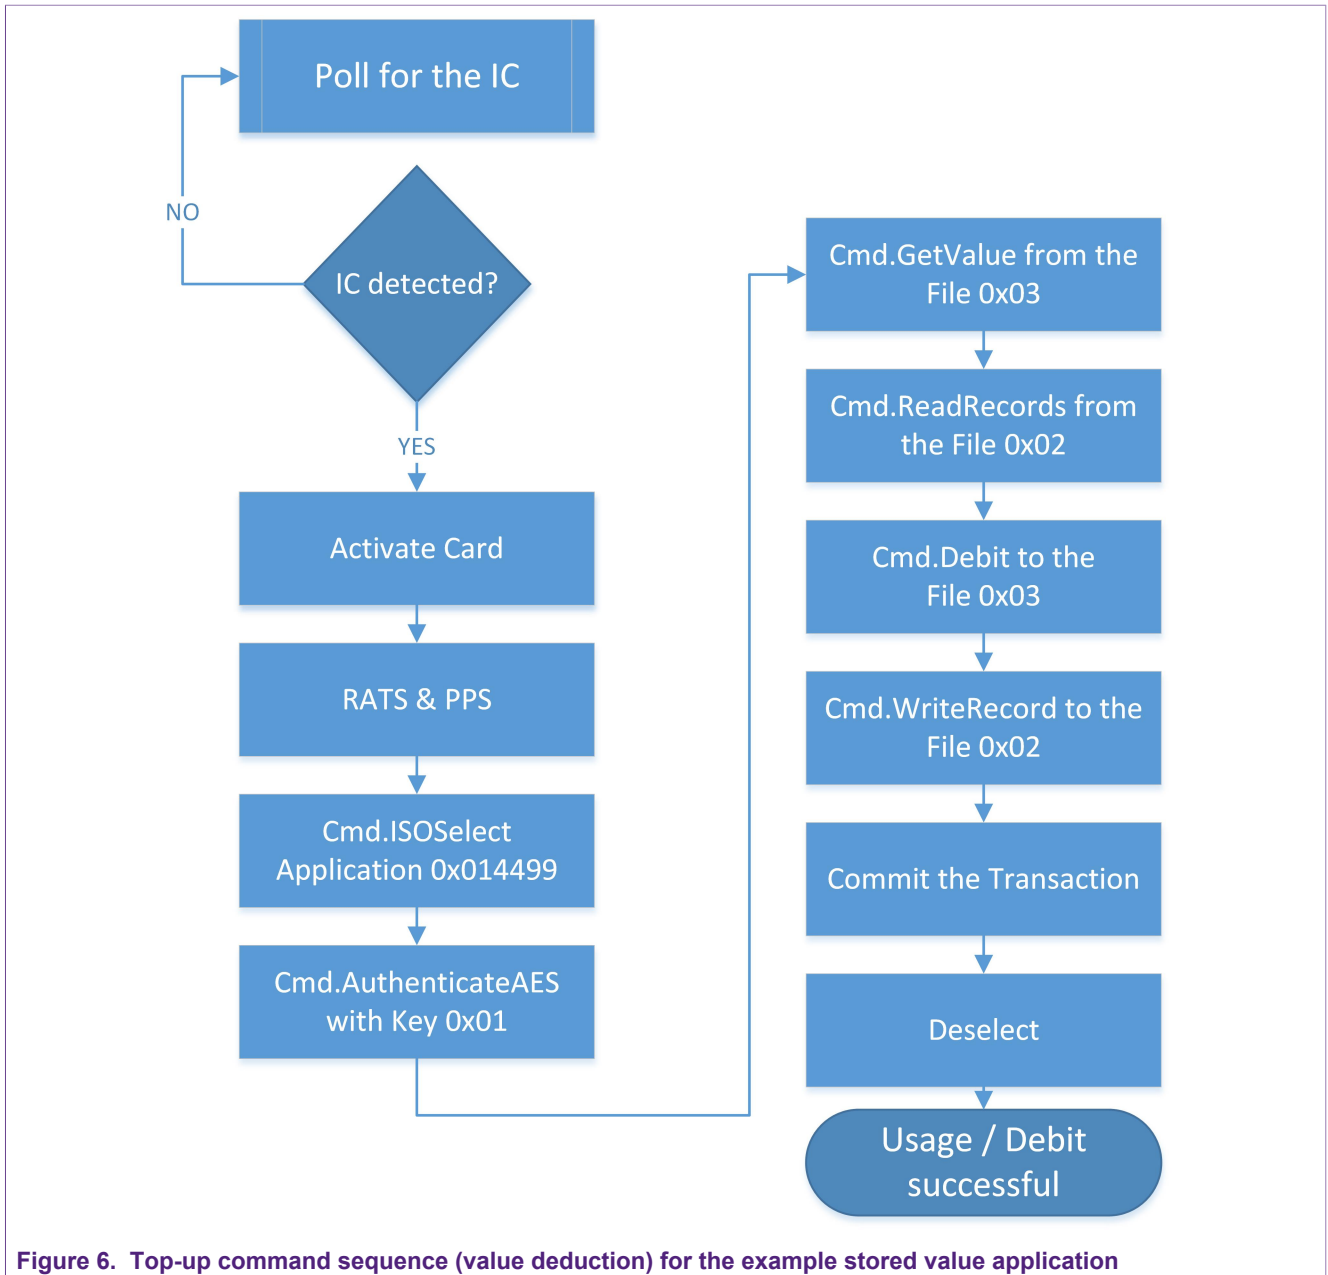 Poll for the IC
NO
IC detected?
YES
Activate Card
RATS & PPS
Cmd.ISOSelect
Application 0x014499
Cmd.AuthenticateAES
with Key 0x01
Cmd.GetValue from the
File 0x03
Cmd.ReadRecords from
the File 0x02
Cmd.Debit to the
File 0x03
Cmd.WriteRecord to the
File 0x02
Commit the Transaction
Deselect
Usage / Debit
successful
Figure 6. Top-up command sequence (value deduction) for the example stored value application